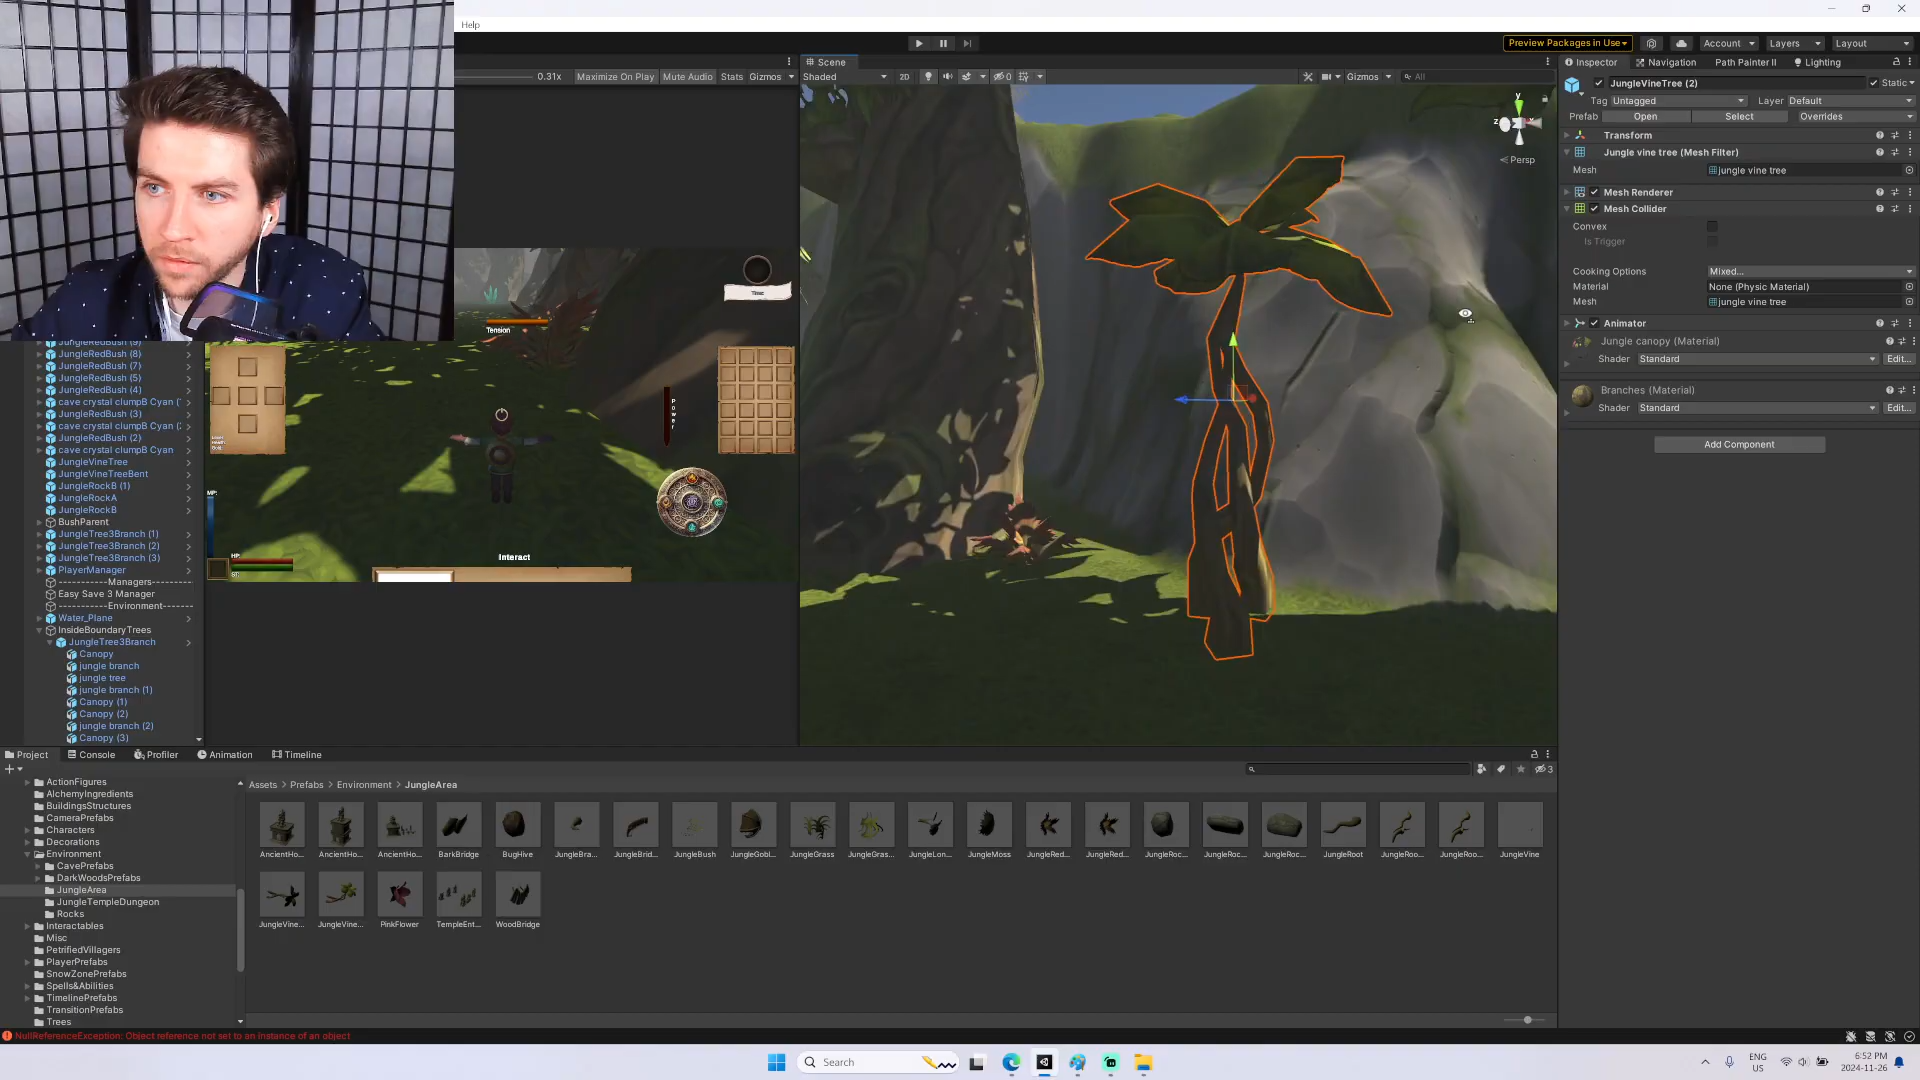 Help
Preview Packages in Use
Account
Layers
Layout
0.31x
Maximize On Play
Mute Audio
Stats
Gizmos
Scene
Shaded
2D
0
Gizmos
All
y
x
z
Persp
Inspector
Navigation
Path Painter II
Lighting
JungleVineTree (2)
Static
Tag
Untagged
Layer
Default
Prefab
Open
Select
Overrides
Transform
Jungle vine tree (Mesh Filter)
Mesh
jungle vine tree
Mesh Renderer
Mesh Collider
Convex
Is Trigger
Cooking Options
Mixed...
Material
None (Physic Material)
Mesh
jungle vine tree
Animator
Jungle canopy (Material)
Shader
Standard
Edit...
Branches (Material)
Shader
Standard
Edit...
Add Component
Tension
Time
Power
MP:
HP:
ST:
Interact
JungleRedBush (9)
JungleRedBush (8)
JungleRedBush (7)
JungleRedBush (5)
JungleRedBush (4)
cave crystal clumpB Cyan (
JungleRedBush (3)
cave crystal clumpB Cyan (
JungleRedBush (2)
cave crystal clumpB Cyan
JungleVineTree
JungleVineTreeBent
JungleRockB (1)
JungleRockA
JungleRockB
BushParent
JungleTree3Branch (1)
JungleTree3Branch (2)
JungleTree3Branch (3)
PlayerManager
-----------Managers-----------
Easy Save 3 Manager
-----------Environment-------
Water_Plane
InsideBoundaryTrees
JungleTree3Branch
Canopy
jungle branch
jungle tree
jungle branch (1)
Canopy (1)
Canopy (2)
jungle branch (2)
Canopy (3)
Project
Console
Profiler
Animation
Timeline
3
ActionFigures
AlchemyIngredients
BuildingsStructures
CameraPrefabs
Characters
Decorations
Environment
CavePrefabs
DarkWoodsPrefabs
JungleArea
JungleTempleDungeon
Rocks
Interactables
Misc
PetrifiedVillagers
PlayerPrefabs
SnowZonePrefabs
Spells&Abilities
TimelinePrefabs
TransitionPrefabs
Trees
Assets
Prefabs
Environment
JungleArea
AncientHo...
AncientHo...
AncientHo...
BarkBridge
BugHive
JungleBra...
JungleBrid...
JungleBush
JungleGobl...
JungleGrass
JungleGras...
JungleLon...
JungleMoss
JungleRed...
JungleRed...
JungleRoc...
JungleRoc...
JungleRoc...
JungleRoot
JungleRoo...
JungleRoo...
JungleVine
JungleVine...
JungleVine...
PinkFlower
TempleEnt...
WoodBridge
NullReferenceException: Object reference not set to an instance of an object
Search
ENG
US
6:52 PM
2024-11-26